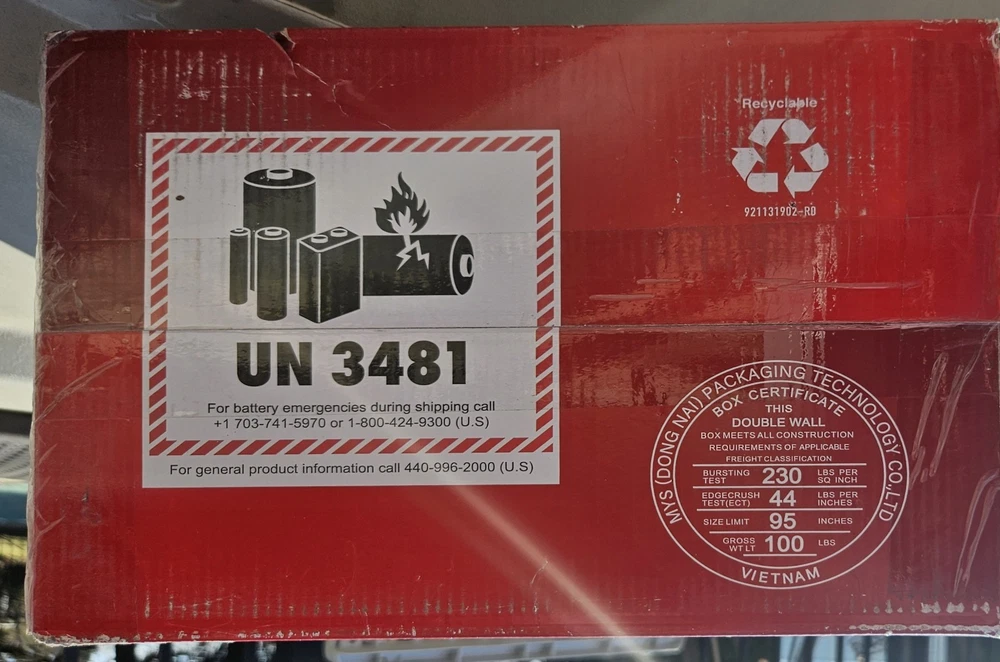 Recyclable
921131902-RD
UN 3481
For battery emergencies during shipping call
+1 703-741-5970 or 1-800-424-9300 (U.S)
For general product information call 440-996-2000 (U.S)
MYS (DONG NAI) PACKAGING TECHNOLOGY CO.,LTD
BOX CERTIFICATE
THIS
DOUBLE WALL
BOX MEETS ALL CONSTRUCTION
REQUIREMENTS OF APPLICABLE
FREIGHT CLASSIFICATION
BURSTING TEST 230 LBS PER SQ INCH
EDGECRUSH TEST(ECT) 44 LBS PER INCHES
SIZE LIMIT 95 INCHES
GROSS WT LT 100 LBS
VIETNAM